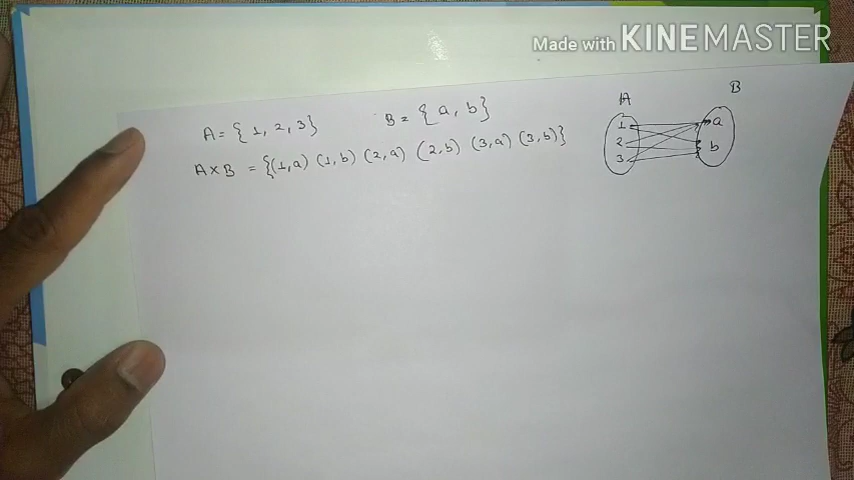 Made with KINEMASTER
A = {1, 2, 3} B = {a, b}
A × B = {(1,a) (1,b) (2,a) (2,b) (3,a) (3,b)}
A B
1 a
2 b
3